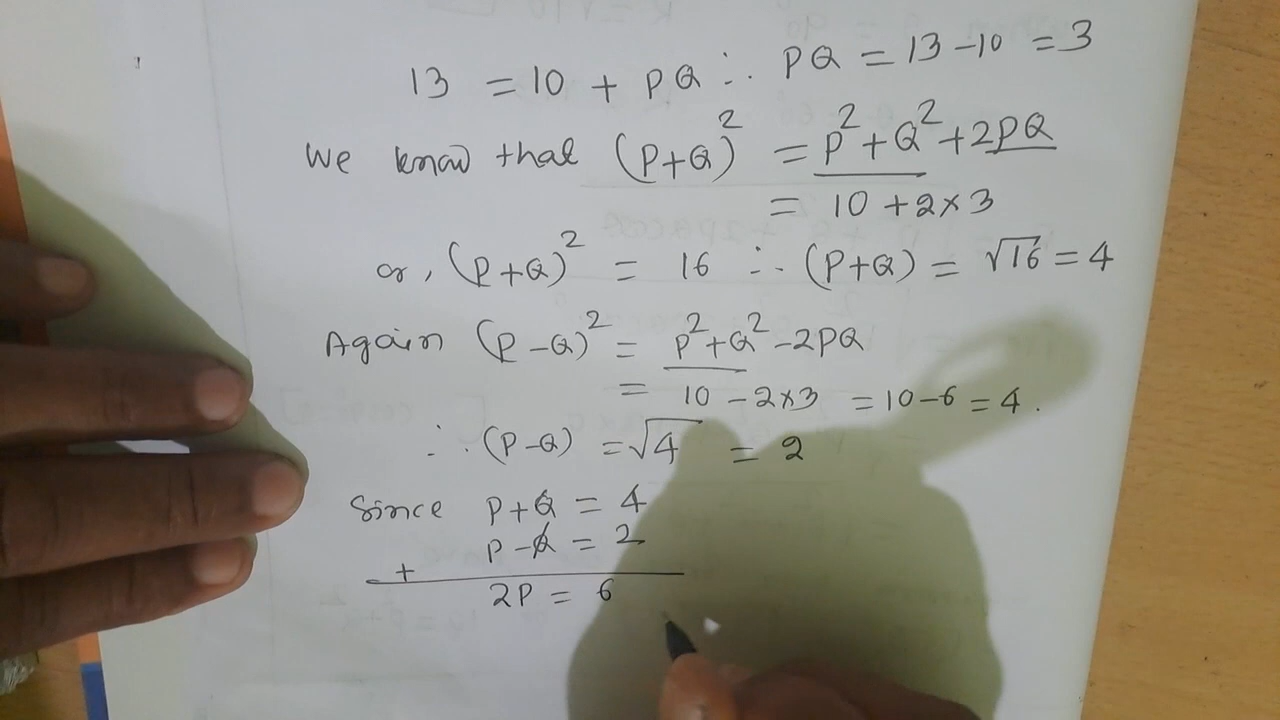 13 = 10 + PQ ∴ PQ = 13 - 10 = 3
We know that (P+Q)² = P²+Q²+2PQ
= 10 + 2×3
or, (P+Q)² = 16 ∴ (P+Q) = √16 = 4
Again (P-Q)² = P²+Q²-2PQ
= 10 - 2×3 = 10-6 = 4.
∴ (P-Q) = √4 = 2
Since P+Q = 4
P-Q = 2
+
2P = 6